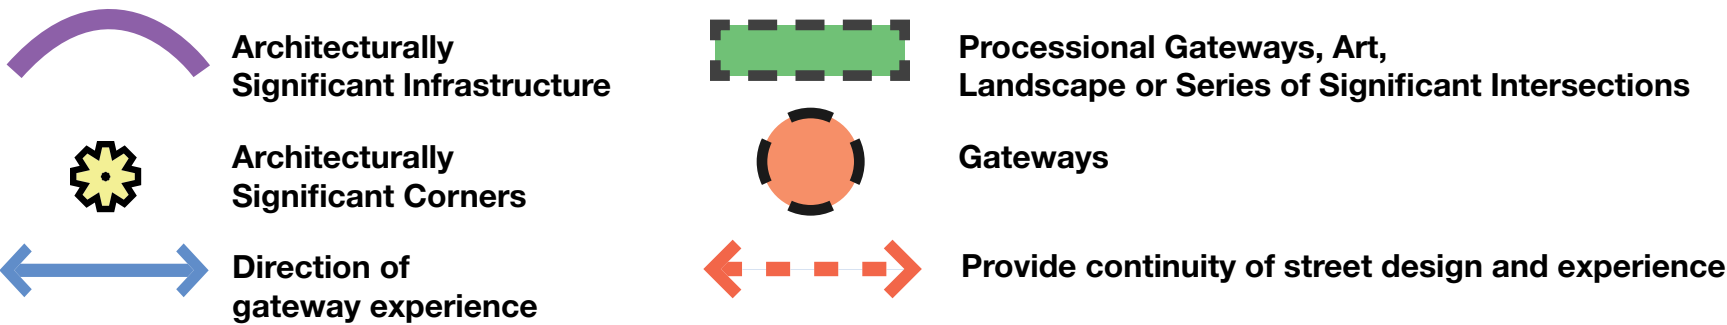 Architecturally
Significant Infrastructure
Architecturally
Significant Corners
Direction of
gateway experience
Processional Gateways, Art,
Landscape or Series of Significant Intersections
Gateways
Provide continuity of street design and experience